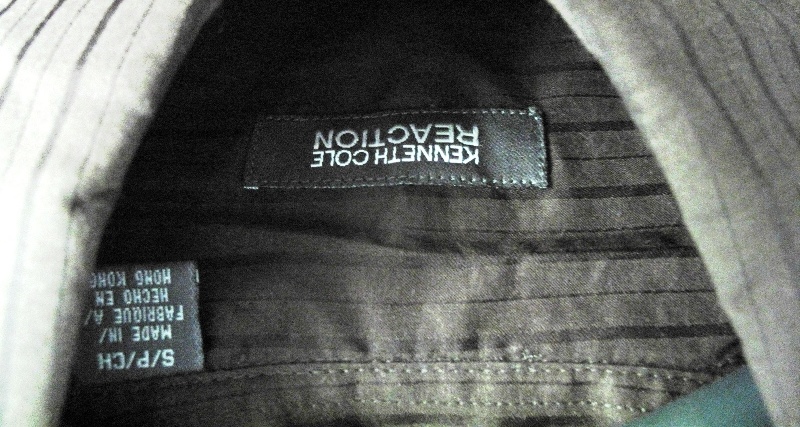 KENNETH COLE
REACTION
S/P/CH
MADE IN/
FABRIQUE A/
HECHO EN
HONG KONG